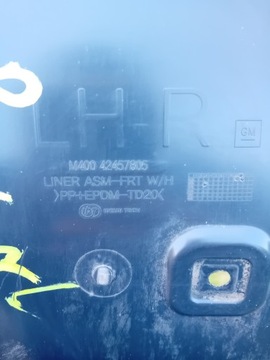 LH-R
GM
M400 42457805
LINER ASM-FRT W/H
>PP+EPDM-TD20<